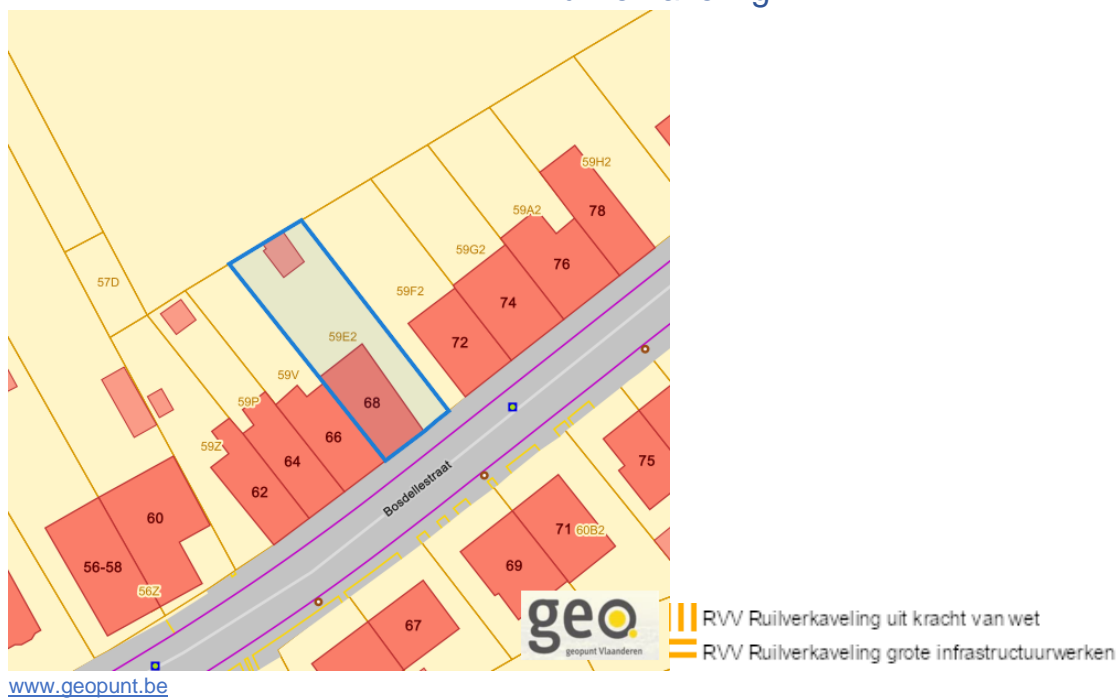 59H2
78
59A2
76
57D
59G2
59F2
74
59E2
72
59V
68
59P
66
59Z
64
75
62
Bosdellestraat
60
71 60B2
69
56-58
56Z
67
geo
geopunt Vlaanderen
RVV Ruilverkaveling uit kracht van wet
RVV Ruilverkaveling grote infrastructuurwerken
www.geopunt.be